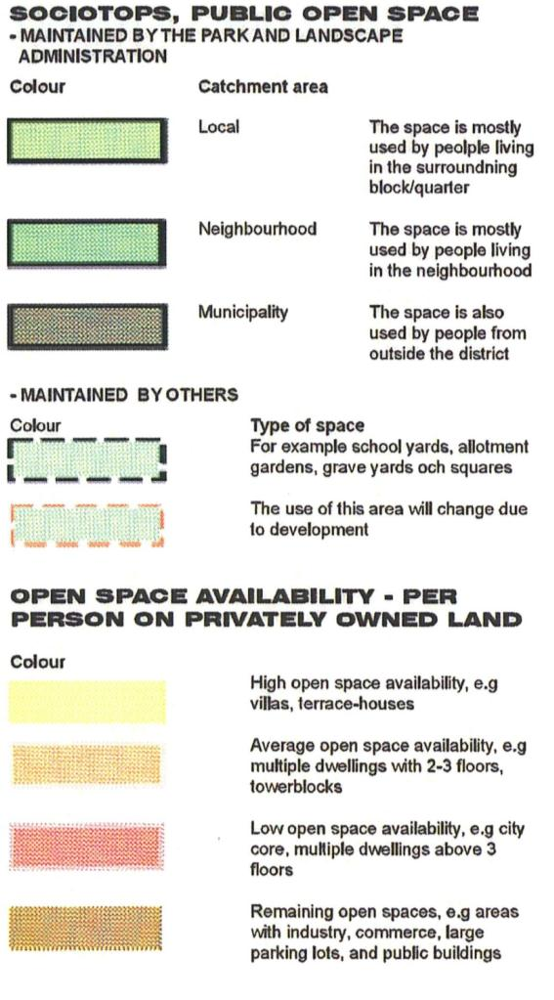 SOCIOTOPS, PUBLIC OPEN SPACE
- MAINTAINED BY THE PARK AND LANDSCAPE
ADMINISTRATION
Colour Catchment area
Local The space is mostly
used by peolple living
in the surroundning
block/quarter
Neighbourhood The space is mostly
used by people living
in the neighbourhood
Municipality The space is also
used by people from
outside the district
- MAINTAINED BY OTHERS
Colour Type of space
For example school yards, allotment
gardens, grave yards och squares
The use of this area will change due
to development
OPEN SPACE AVAILABILITY - PER
PERSON ON PRIVATELY OWNED LAND
Colour
High open space availability, e.g
villas, terrace-houses
Average open space availability, e.g
multiple dwellings with 2-3 floors,
towerblocks
Low open space availability, e.g city
core, multiple dwellings above 3
floors
Remaining open spaces, e.g areas
with industry, commerce, large
parking lots, and public buildings